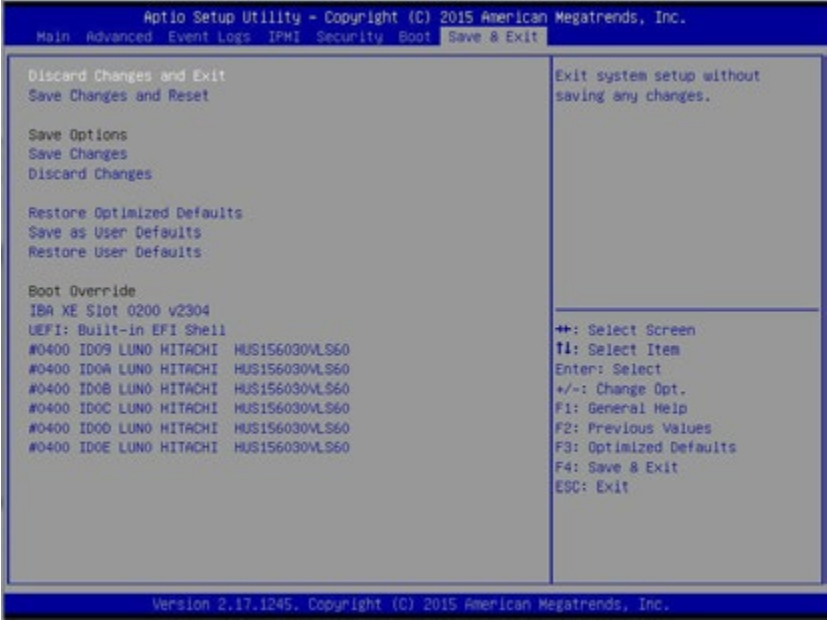 Aptio Setup Utility – Copyright (C) 2015 American Megatrends, Inc.
Main Advanced Event Logs IPMI Security Boot Save & Exit
Discard Changes and Exit
Save Changes and Reset
Save Options
Save Changes
Discard Changes
Restore Optimized Defaults
Save as User Defaults
Restore User Defaults
Boot Override
IBA XE Slot 0200 v2304
UEFI: Built-in EFI Shell
#0400 ID09 LUN0 HITACHI HUS156030VLS60
#0400 ID0A LUN0 HITACHI HUS156030VLS60
#0400 ID0B LUN0 HITACHI HUS156030VLS60
#0400 ID0C LUN0 HITACHI HUS156030VLS60
#0400 ID0D LUN0 HITACHI HUS156030VLS60
#0400 ID0E LUN0 HITACHI HUS156030VLS60
Exit system setup without
saving any changes.
↔: Select Screen
↑↓: Select Item
Enter: Select
+/-: Change Opt.
F1: General Help
F2: Previous Values
F3: Optimized Defaults
F4: Save & Exit
ESC: Exit
Version 2.17.1245. Copyright (C) 2015 American Megatrends, Inc.